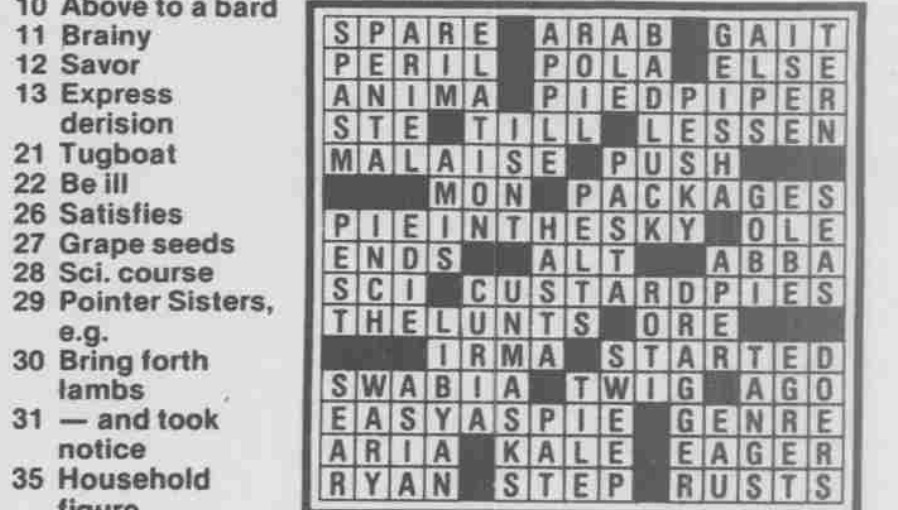 10 Above to a bard
11 Brainy
12 Savor
13 Express
derision
21 Tugboat
22 Be ill
26 Satisfies
27 Grape seeds
28 Sci. course
29 Pointer Sisters,
e.g.
30 Bring forth
lambs
31 — and took
notice
35 Household
figure
SPARE ARAB GAIT
PERIL POLA ELSE
ANIMA PIEDPIPER
STE TILL LESSEN
MALAISE PUSH
MON PACKAGES
PIEINTHESKY OLE
ENDS ALT ABBA
SCI CUSTARDPIES
THELUNTS ORE
IRMA STARTED
SWABIA TWIG AGO
EASYASPIE GENRE
ARIA KALE EAGER
RYAN STEP RUSTS